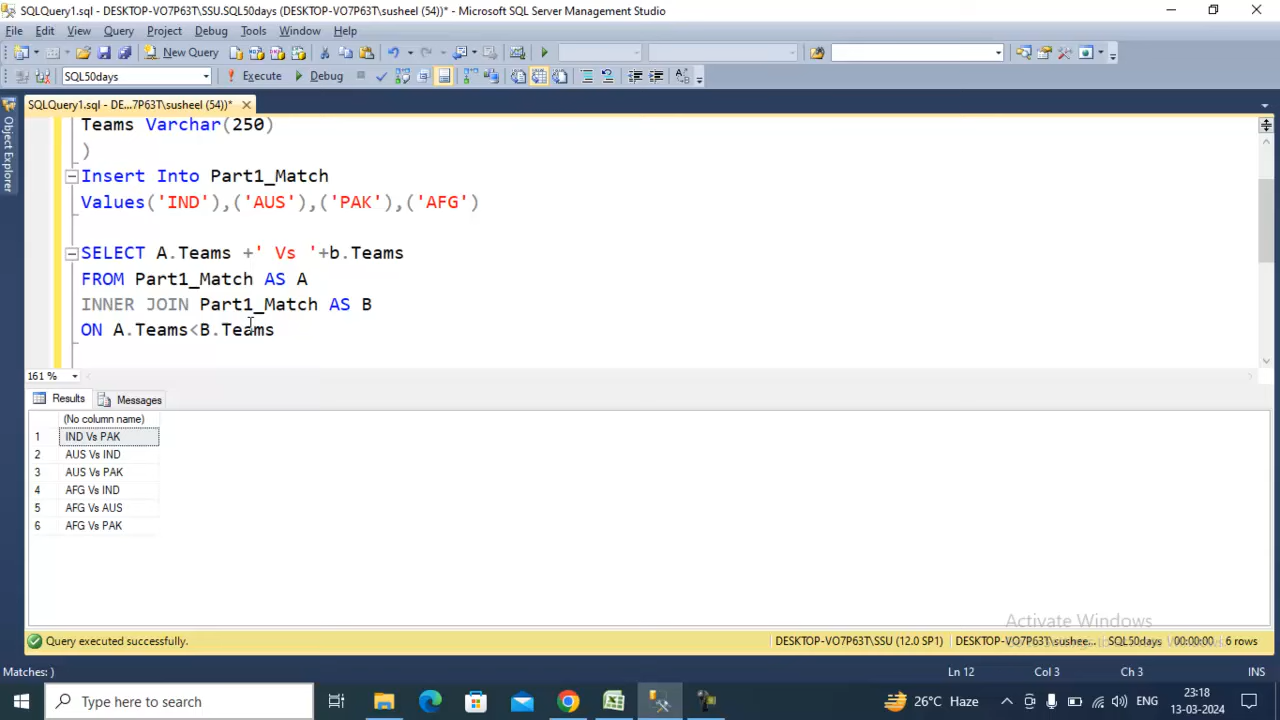 SQLQuery1.sql - DESKTOP-VO7P63T\SSU.SQL50days (DESKTOP-VO7P63T\susheel (54))* - Microsoft SQL Server Management Studio
File Edit View Query Project Debug Tools Window Help
New Query
SQL50days Execute Debug
SQLQuery1.sql - DE...7P63T\susheel (54))*
Object Explorer
Teams Varchar(250)
)
Insert Into Part1_Match
Values('IND'),('AUS'),('PAK'),('AFG')
SELECT A.Teams +' Vs '+b.Teams
FROM Part1_Match AS A
INNER JOIN Part1_Match AS B
ON A.Teams<B.Teams
161 %
Results Messages
(No column name)
1 IND Vs PAK
2 AUS Vs IND
3 AUS Vs PAK
4 AFG Vs IND
5 AFG Vs AUS
6 AFG Vs PAK
Activate Windows
Query executed successfully. DESKTOP-VO7P63T\SSU (12.0 SP1) DESKTOP-VO7P63T\sushee... SQL50days 00:00:00 6 rows
Matches: ) Ln 12 Col 3 Ch 3 INS
Type here to search 26°C Haze ENG 23:18
13-03-2024